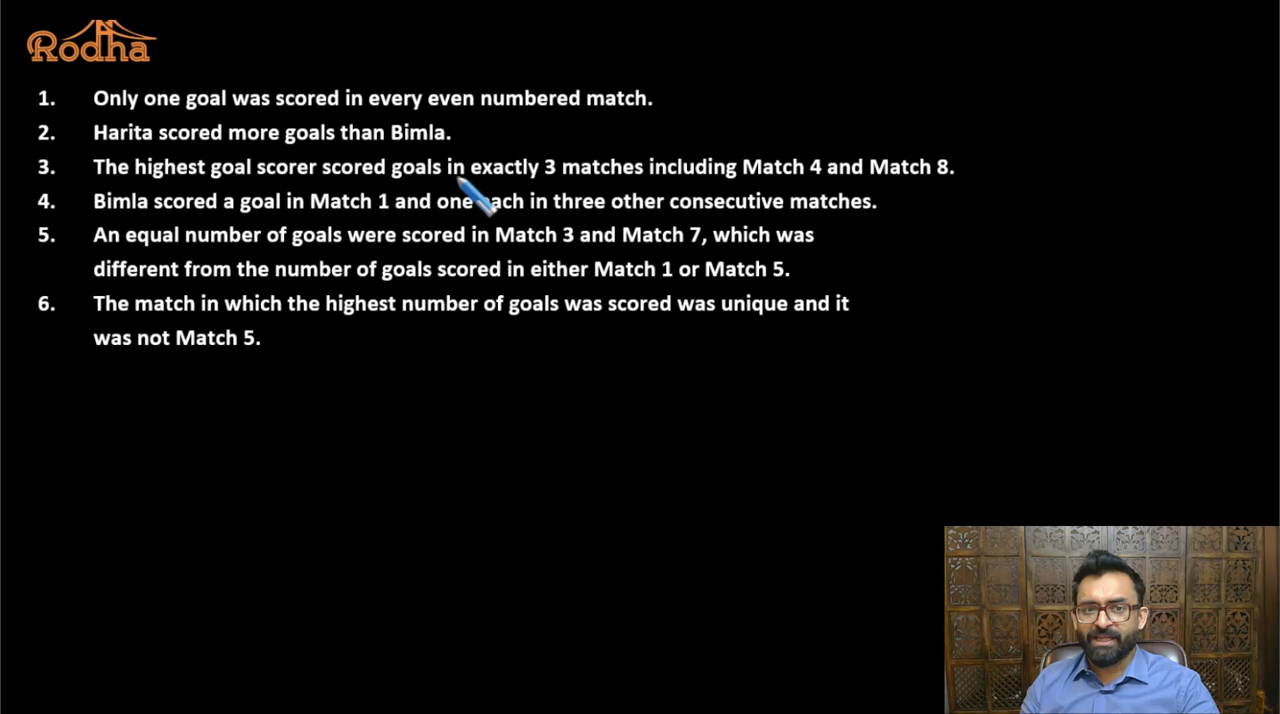 Rodha
1. Only one goal was scored in every even numbered match.
2. Harita scored more goals than Bimla.
3. The highest goal scorer scored goals in exactly 3 matches including Match 4 and Match 8.
4. Bimla scored a goal in Match 1 and one each in three other consecutive matches.
5. An equal number of goals were scored in Match 3 and Match 7, which was
different from the number of goals scored in either Match 1 or Match 5.
6. The match in which the highest number of goals was scored was unique and it
was not Match 5.